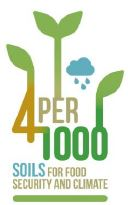 4 PER
1000
SOILS FOR FOOD
SECURITY AND CLIMATE